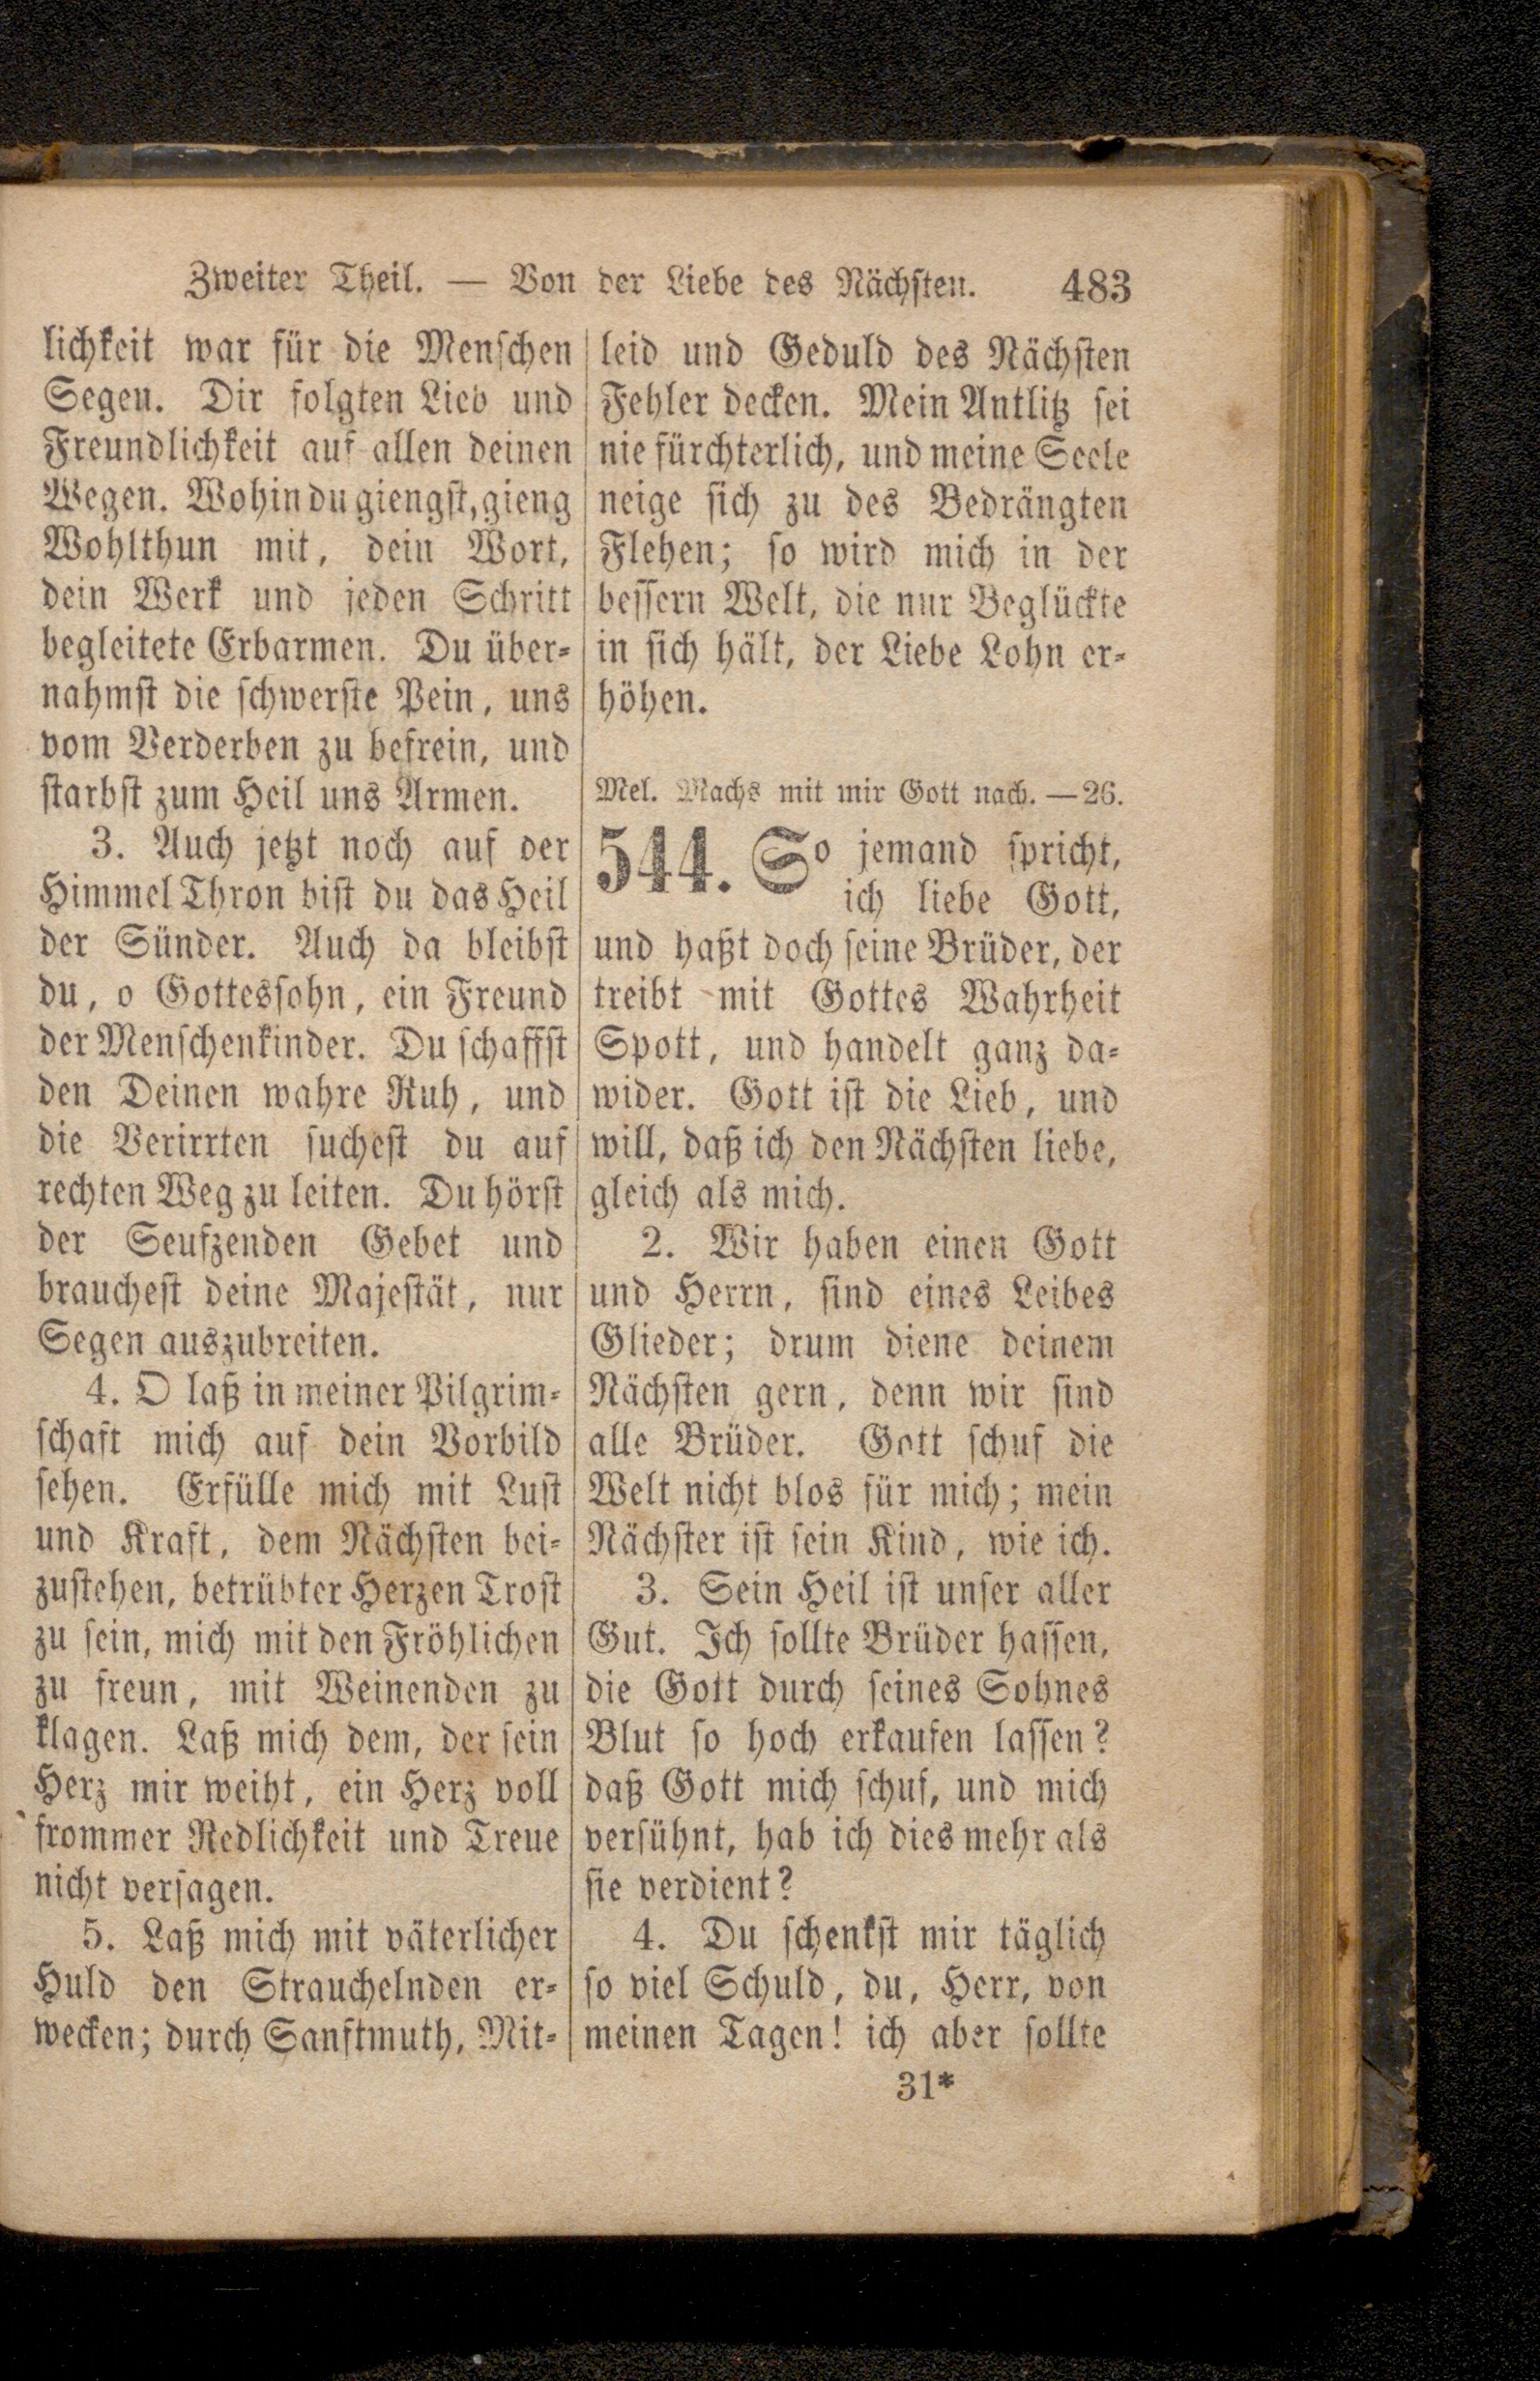 Zweiter Theil. — Von der Liebe des Nächsten. 483
lichkeit war für die Menschen
Segen. Dir folgten Lieb und
Freundlichkeit auf allen deinen
Wegen. Wohin du giengst, gieng
Wohlthun mit, dein Wort,
dein Werk und jeden Schritt
begleitete Erbarmen. Du über-
nahmst die schwerste Pein, uns
vom Verderben zu befrein, und
starbst zum Heil uns Armen.
3. Auch jetzt noch auf der
Himmel Thron bist du das Heil
der Sünder. Auch da bleibst
du, o Gottessohn, ein Freund
der Menschenkinder. Du schaffst
den Deinen wahre Ruh, und
die Verirrten suchest du auf
rechten Weg zu leiten. Du hörst
der Seufzenden Gebet und
brauchest deine Majestät, nur
Segen auszubreiten.
4. O laß in meiner Pilgrim-
schaft mich auf dein Vorbild
sehen. Erfülle mich mit Lust
und Kraft, dem Nächsten bei-
zustehen, betrübter Herzen Trost
zu sein, mich mit den Fröhlichen
zu freun, mit Weinenden zu
klagen. Laß mich dem, der sein
Herz mir weiht, ein Herz voll
frommer Redlichkeit und Treue
nicht versagen.
5. Laß mich mit väterlicher
Huld den Strauchelnden er-
wecken; durch Sanftmuth, Mit-
leid und Geduld des Nächsten
Fehler decken. Mein Antlitz sei
nie fürchterlich, und meine Seele
neige sich zu des Bedrängten
Flehen; so wird mich in der
bessern Welt, die nur Beglückte
in sich hält, der Liebe Lohn er-
höhen.
Mel. Machs mit mir Gott nach. — 26.
544. So jemand spricht,
ich liebe Gott,
und haßt doch seine Brüder, der
treibt mit Gottes Wahrheit
Spott, und handelt ganz da-
wider. Gott ist die Lieb, und
will, daß ich den Nächsten liebe,
gleich als mich.
2. Wir haben einen Gott
und Herrn, sind eines Leibes
Glieder; drum diene deinem
Nächsten gern, denn wir sind
alle Brüder. Gott schuf die
Welt nicht blos für mich; mein
Nächster ist sein Kind, wie ich.
3. Sein Heil ist unser aller
Gut. Ich sollte Brüder hassen,
die Gott durch seines Sohnes
Blut so hoch erkaufen lassen?
daß Gott mich schuf, und mich
versühnt, hab ich dies mehr als
sie verdient?
4. Du schenkst mir täglich
so viel Schuld, du, Herr, von
meinen Tagen! ich aber sollte
31*